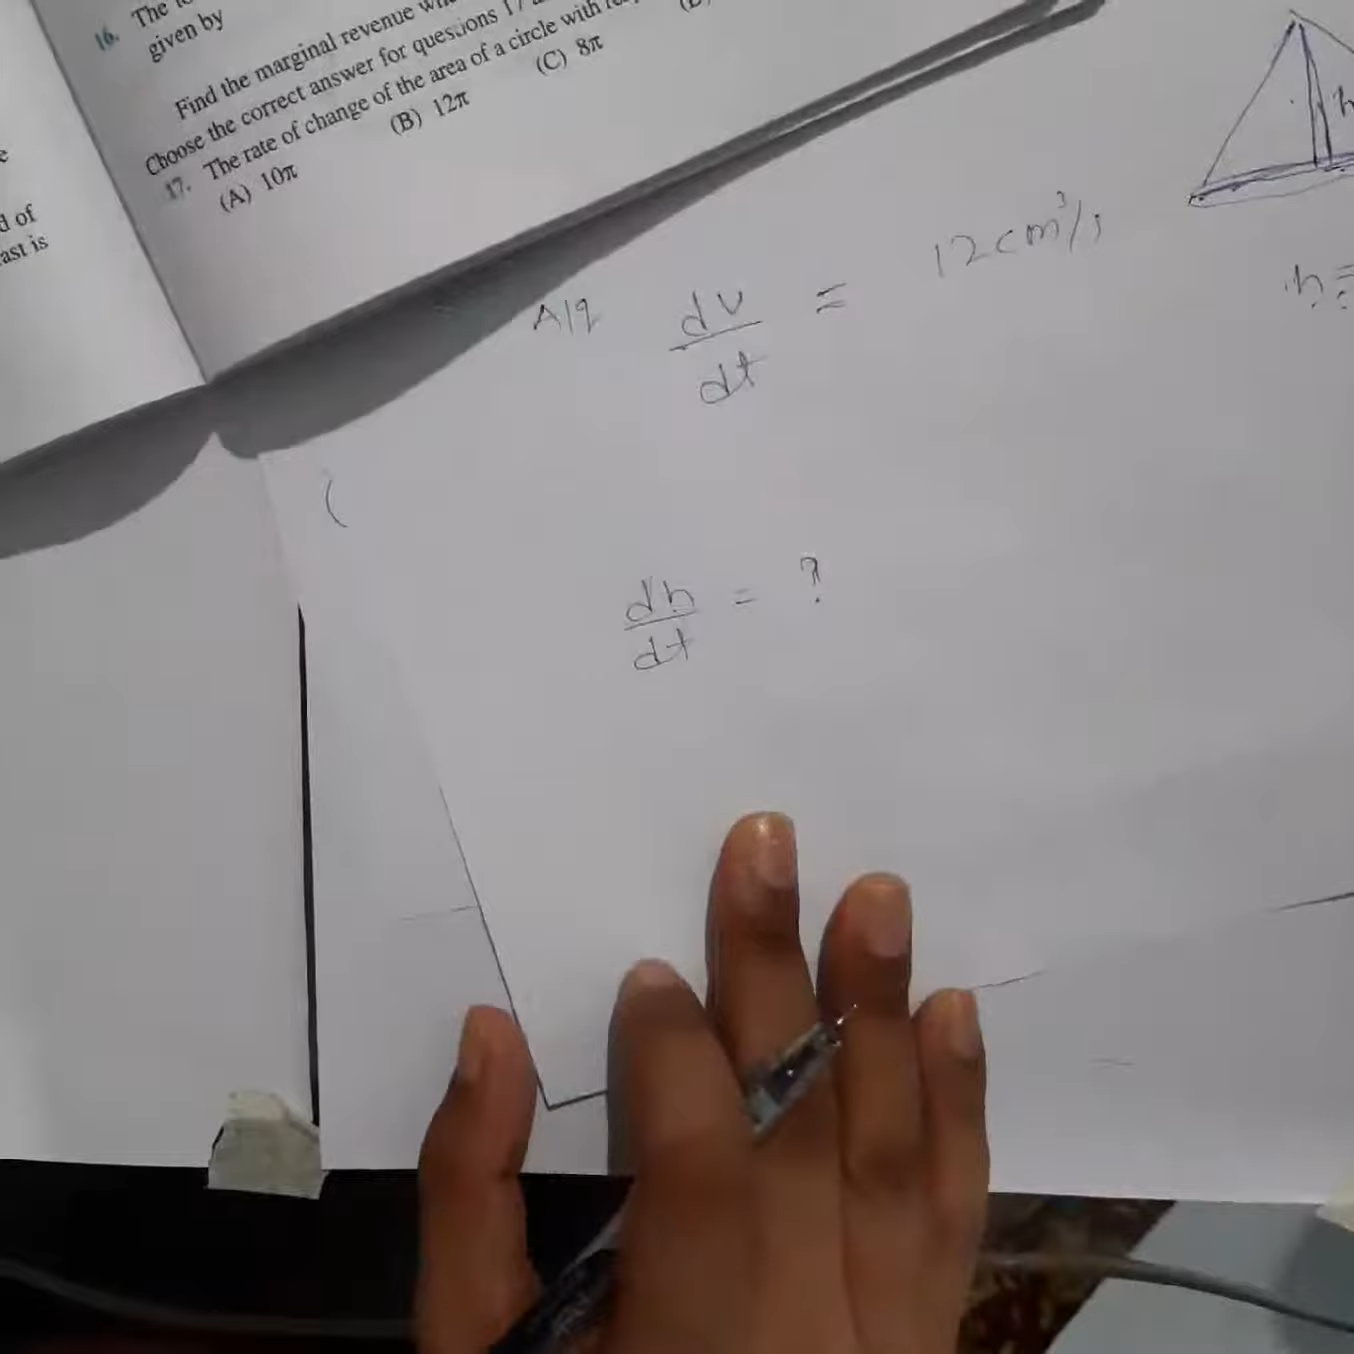 16. The
given by
Find the marginal revenue
Choose the correct answer for questions 17
17. The rate of change of the area of a circle with
(A) 10π (B) 12π (C) 8π
d of
ast is
h
A/q dv/dt = 12 cm³/s
h =
dh/dt = ?